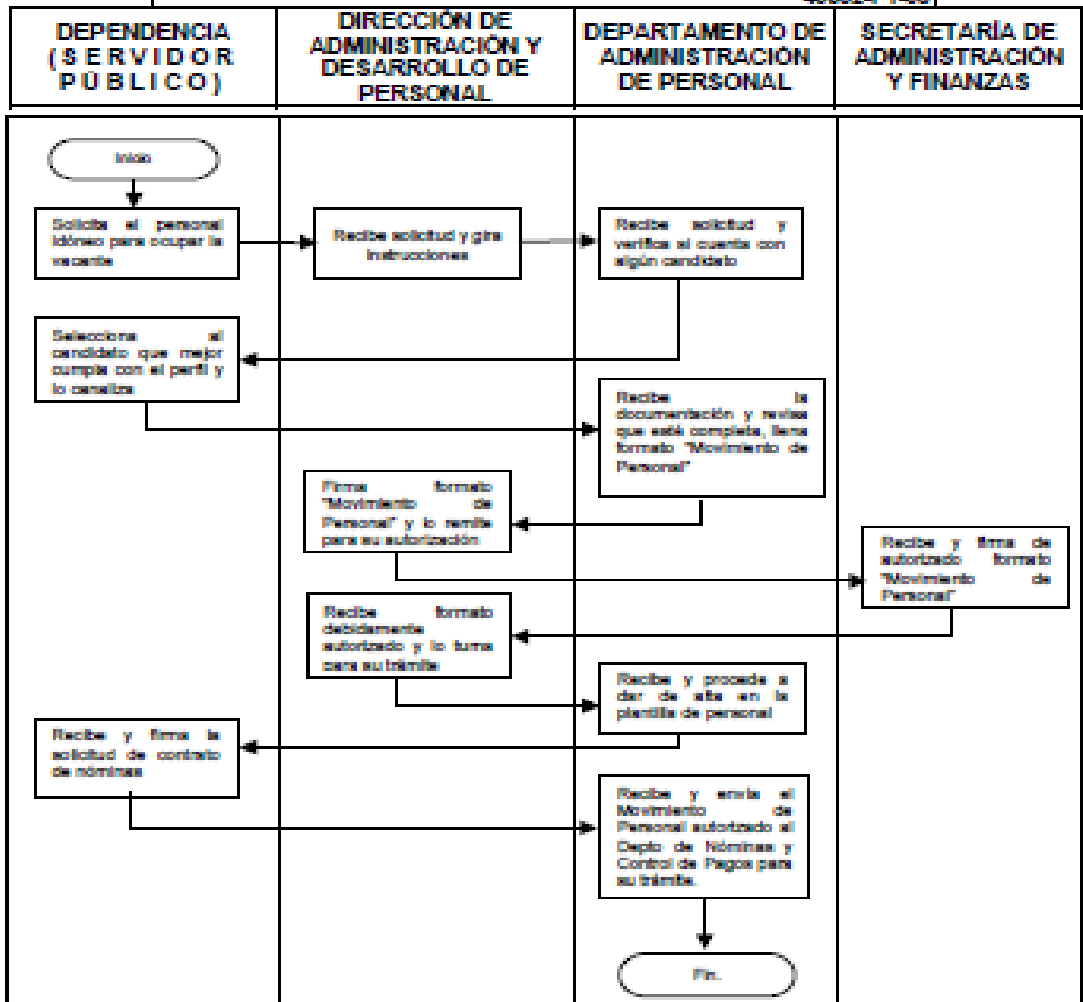 DEPENDENCIA
(SERVIDOR
PÚBLICO)
DIRECCIÓN DE
ADMINISTRACIÓN Y
DESARROLLO DE
PERSONAL
DEPARTAMENTO DE
ADMINISTRACIÓN
DE PERSONAL
SECRETARÍA DE
ADMINISTRACIÓN
Y FINANZAS
Inicio
Solicita el personal
idóneo para ocupar la
vacante
Recibe solicitud y gira
instrucciones
Recibe solicitud y
verifica si cuenta con
algún candidato
Selecciona al
candidato que mejor
cumpla con el perfil y
lo canaliza
Recibe la
documentación y revisa
que esté completa, llena
formato "Movimiento de
Personal"
Firma formato
"Movimiento de
Personal" y lo remite
para su autorización
Recibe y firma de
autorizado formato
"Movimiento de
Personal"
Recibe formato
debidamente
autorizado y lo turna
para su trámite
Recibe y procede a
dar de alta en la
plantilla de personal
Recibe y firma la
solicitud de contrato
de nóminas
Recibe y envía el
Movimiento de
Personal autorizado al
Depto de Nóminas y
Control de Pagos para
su trámite.
Fin.